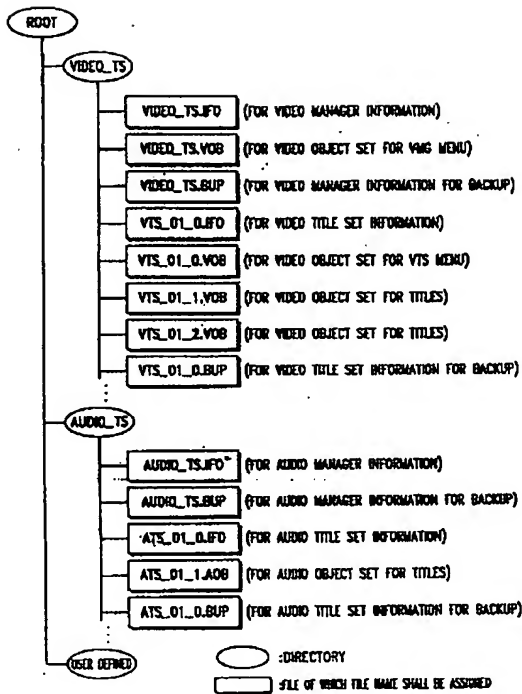 ROOT
VIDEO_TS
VIDEO_TS.IFO (FOR VIDEO MANAGER INFORMATION)
VIDEO_TS.VOB (FOR VIDEO OBJECT SET FOR VMG MENU)
VIDEO_TS.BUP (FOR VIDEO MANAGER INFORMATION FOR BACKUP)
VTS_01_0.IFO (FOR VIDEO TITLE SET INFORMATION)
VTS_01_0.VOB (FOR VIDEO OBJECT SET FOR VTS MENU)
VTS_01_1.VOB (FOR VIDEO OBJECT SET FOR TITLES)
VTS_01_2.VOB (FOR VIDEO OBJECT SET FOR TITLES)
VTS_01_0.BUP (FOR VIDEO TITLE SET INFORMATION FOR BACKUP)
AUDIO_TS
AUDIO_TS.IFO (FOR AUDIO MANAGER INFORMATION)
AUDIO_TS.BUP (FOR AUDIO MANAGER INFORMATION FOR BACKUP)
ATS_01_0.IFO (FOR AUDIO TITLE SET INFORMATION)
ATS_01_1.AOB (FOR AUDIO OBJECT SET FOR TITLES)
ATS_01_0.BUP (FOR AUDIO TITLE SET INFORMATION FOR BACKUP)
USER DEFINED
:DIRECTORY
:FILE OF WHICH FILE NAME SHALL BE ASSIGNED